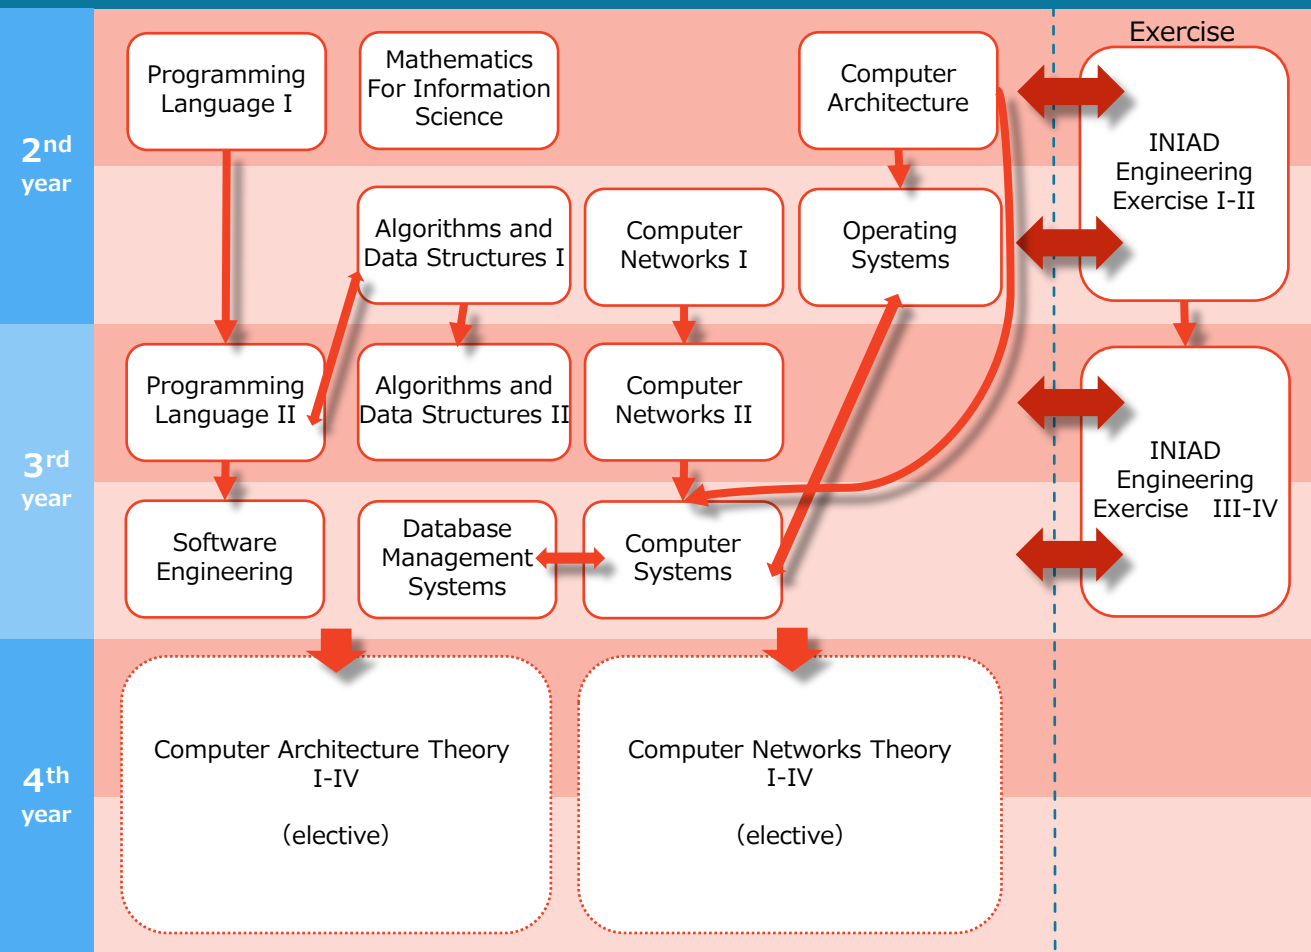 Exercise
2nd
year
Programming
Language I
Mathematics
For Information
Science
Computer
Architecture
INIAD
Engineering
Exercise I-II
Algorithms and
Data Structures I
Computer
Networks I
Operating
Systems
3rd
year
Programming
Language II
Algorithms and
Data Structures II
Computer
Networks II
INIAD
Engineering
Exercise III-IV
Software
Engineering
Database
Management
Systems
Computer
Systems
4th
year
Computer Architecture Theory
I-IV
(elective)
Computer Networks Theory
I-IV
(elective)